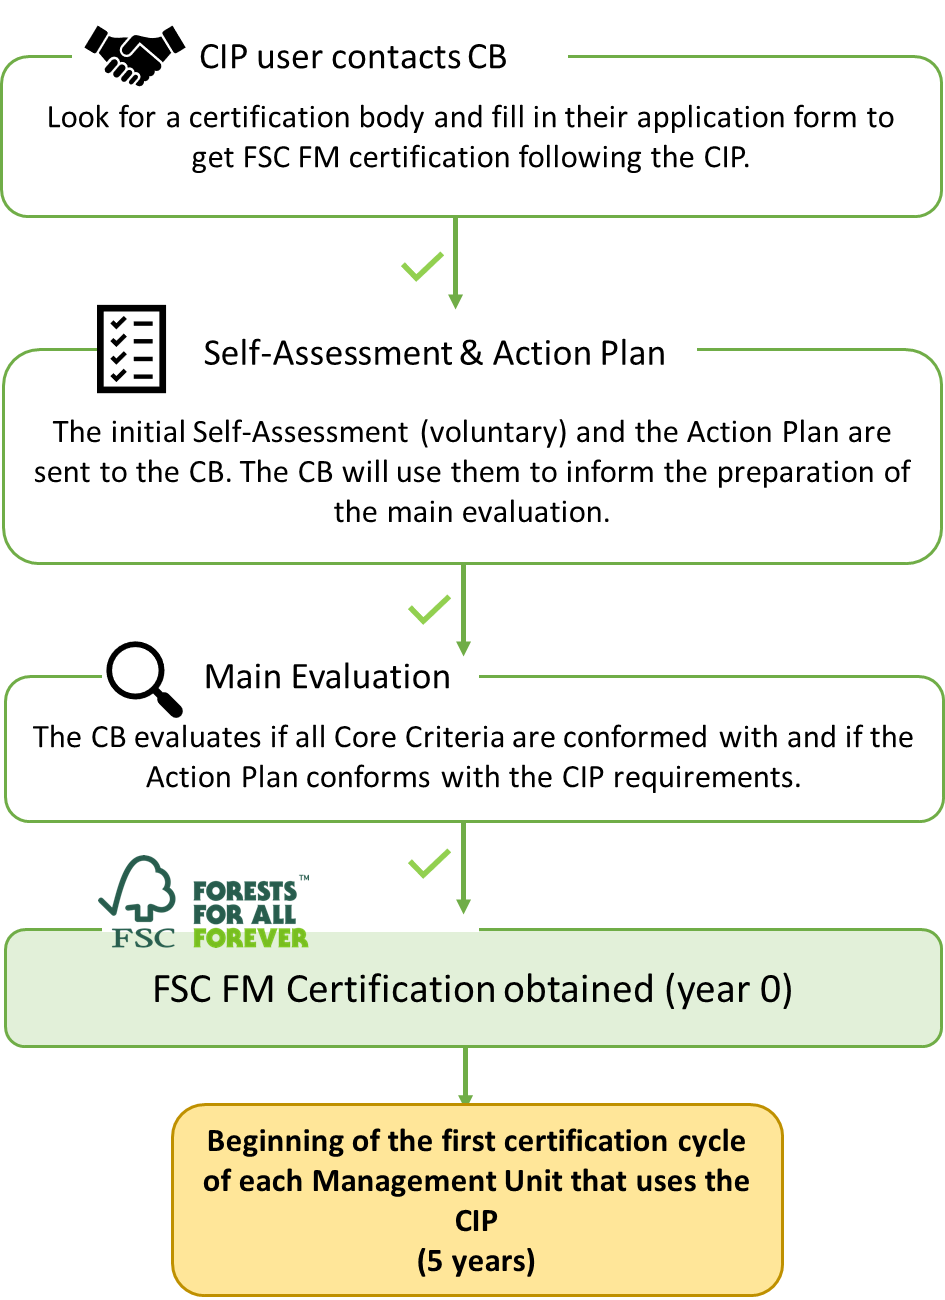 CIP user contacts CB
Look for a certification body and fill in their application form to
get FSC FM certification following the CIP.
Self-Assessment & Action Plan
The initial Self-Assessment (voluntary) and the Action Plan are
sent to the CB. The CB will use them to inform the preparation of
the main evaluation.
Main Evaluation
The CB evaluates if all Core Criteria are conformed with and if the
Action Plan conforms with the CIP requirements.
FSC
FORESTS™
FOR ALL
FOREVER
FSC FM Certification obtained (year 0)
Beginning of the first certification cycle
of each Management Unit that uses the
CIP
(5 years)